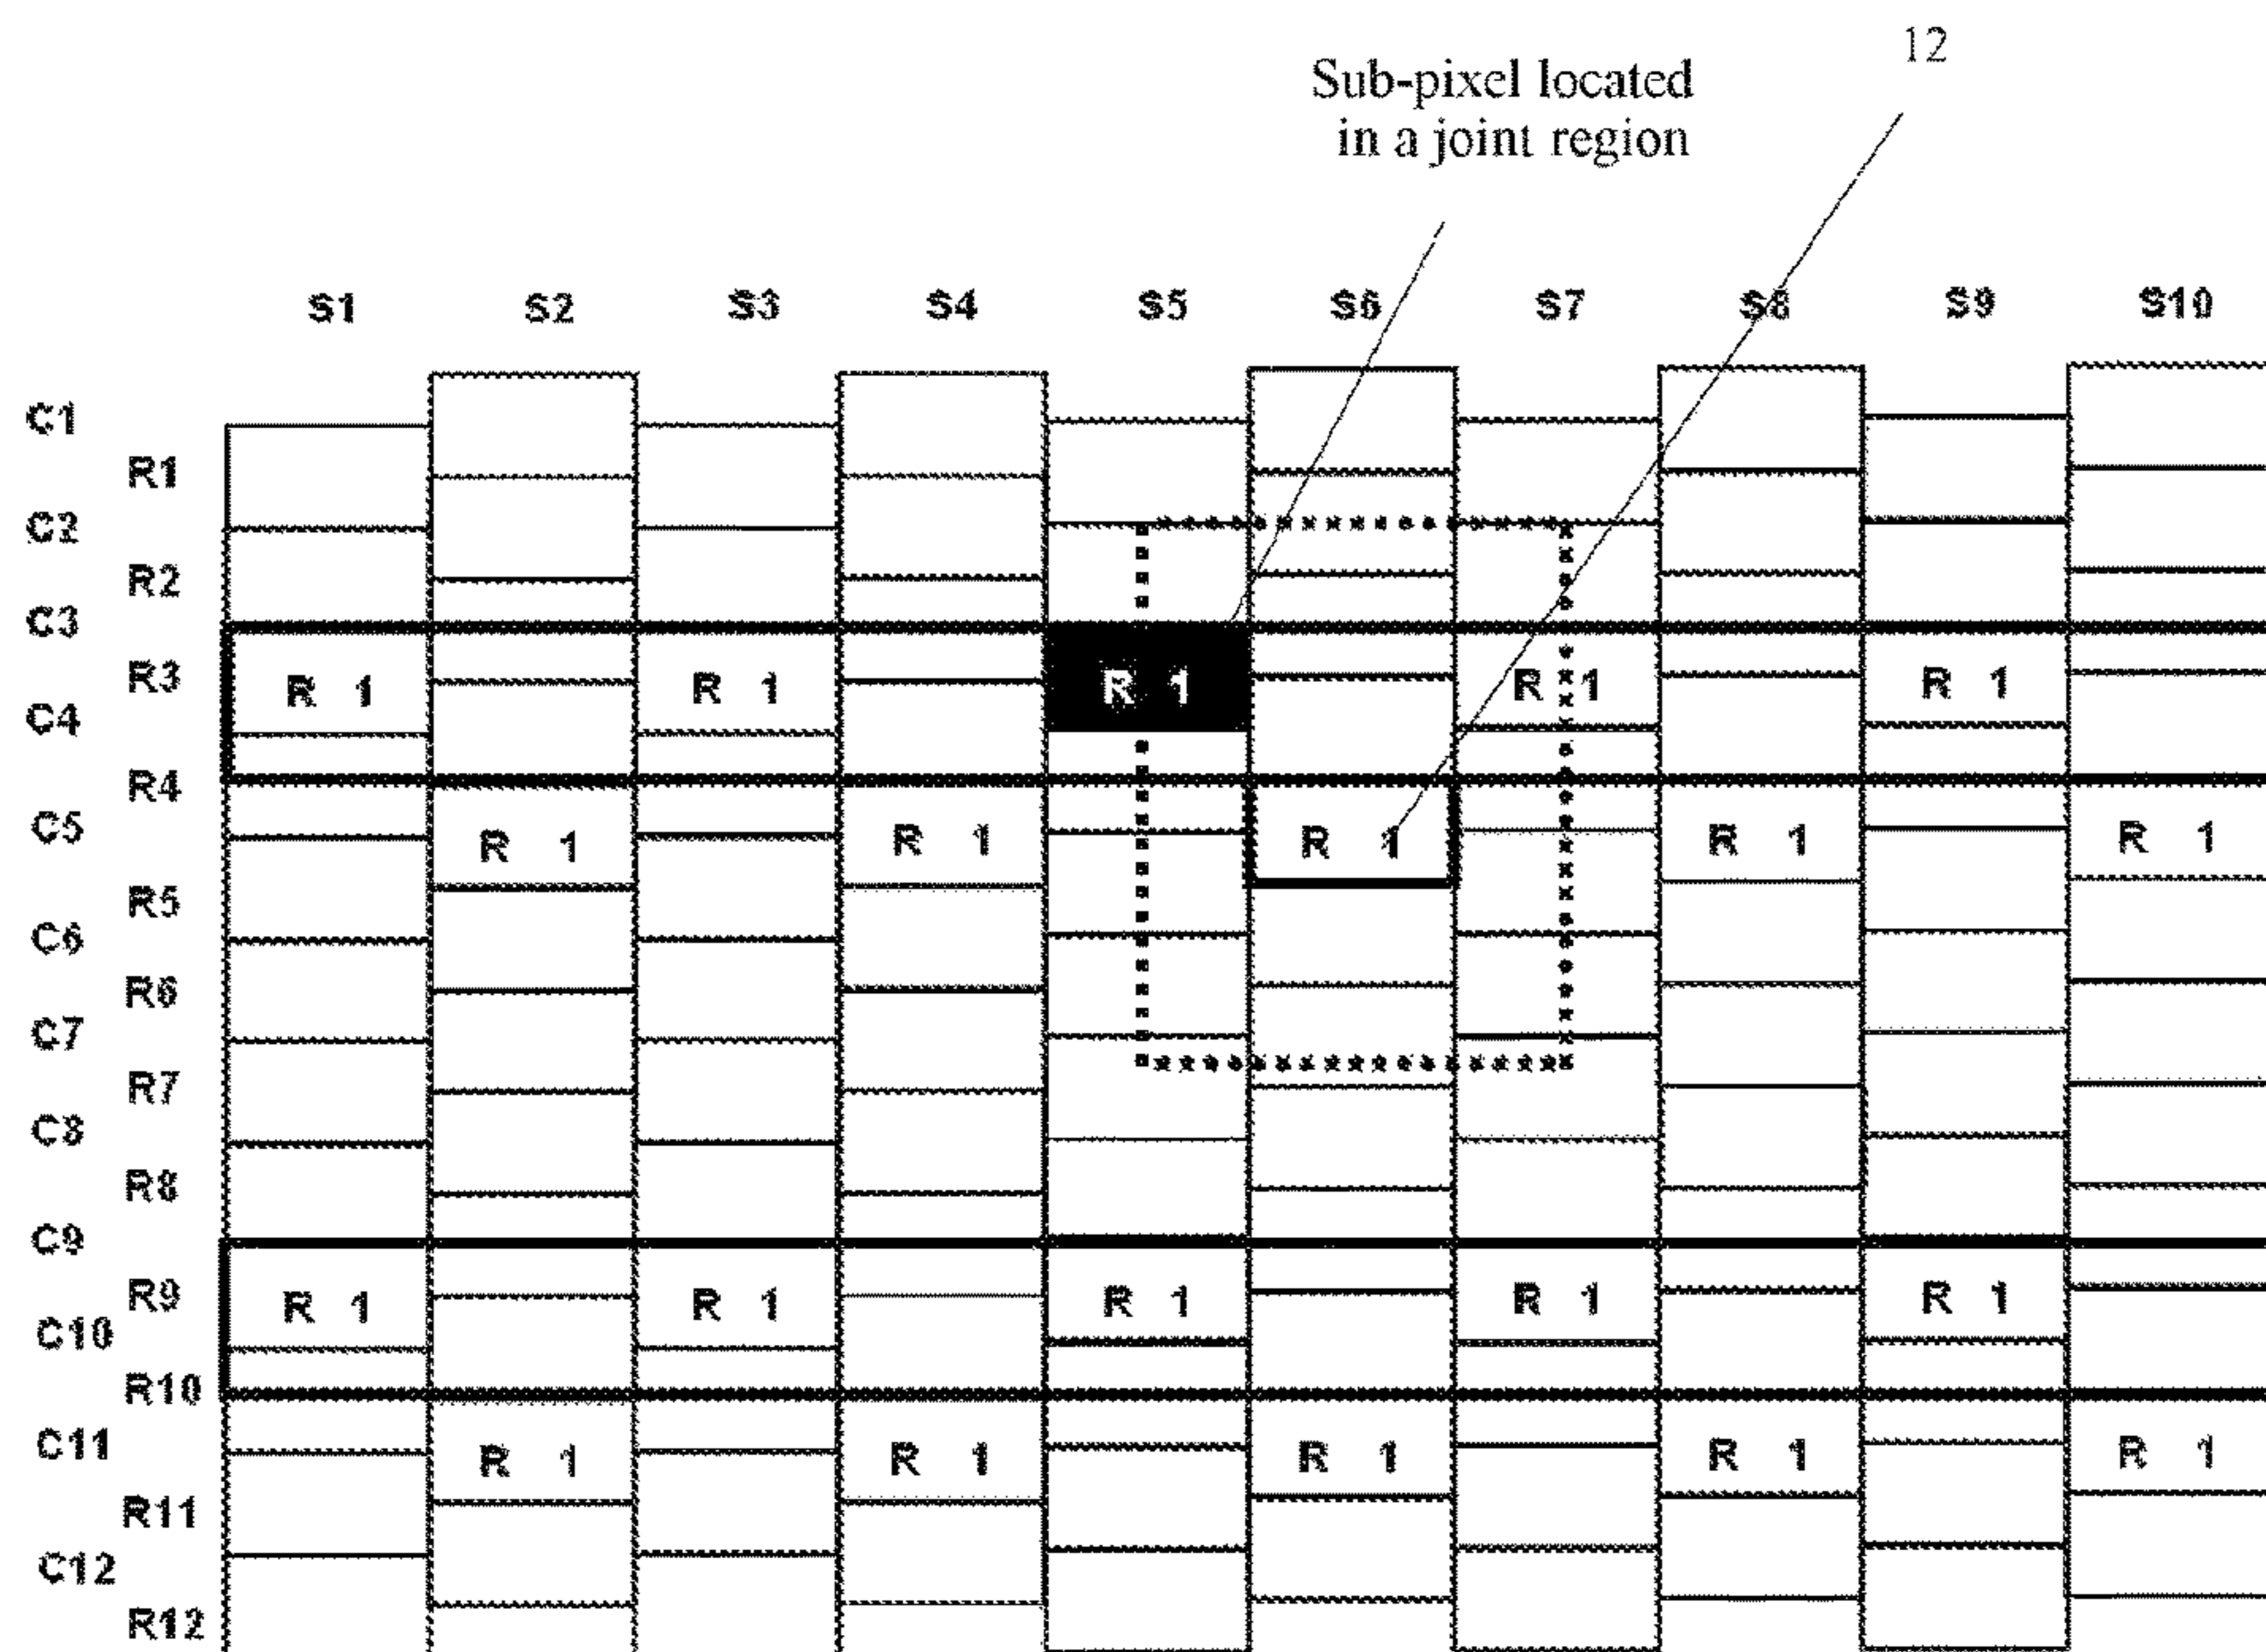 12
Sub-pixel located
in a joint region
S1 S2 S3 S4 S5 S6 S7 S8 S9 S10
C1
R1
C2
R2
C3
R3 R 1 R 1 R 1 R 1 R 1
C4
R4
C5 R 1 R 1 R 1 R 1 R 1
R5
C6
R6
C7
R7
C8
R8
C9
R9 R 1 R 1 R 1 R 1 R 1
C10
R10
C11 R 1 R 1 R 1 R 1 R 1
R11
C12
R12